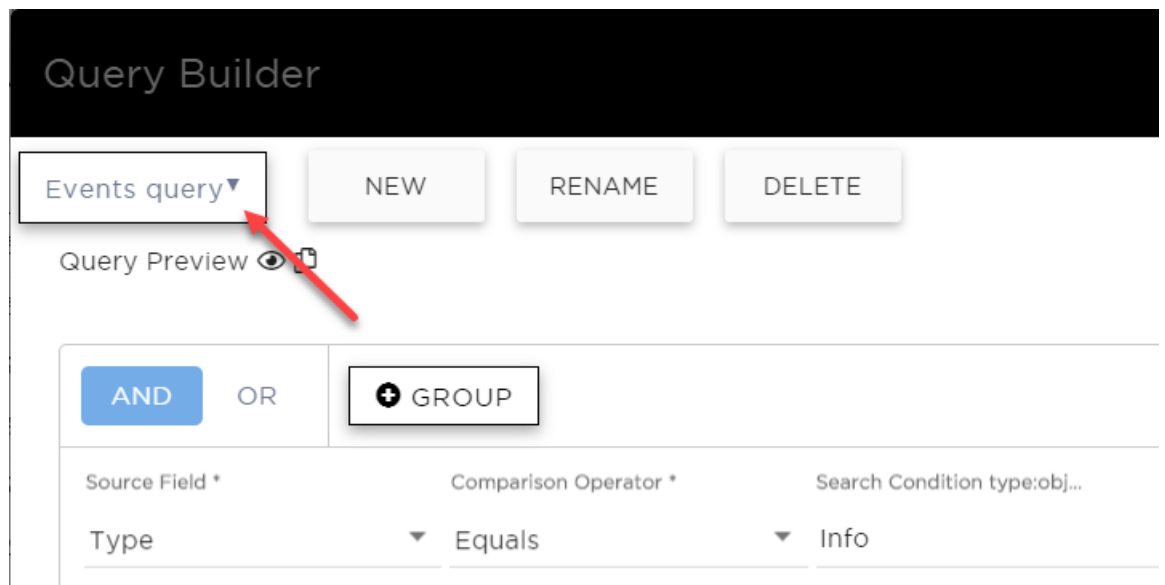 Query Builder
Events query NEW RENAME DELETE
Query Preview
AND OR GROUP
Source Field * Comparison Operator * Search Condition type:obj...
Type Equals Info